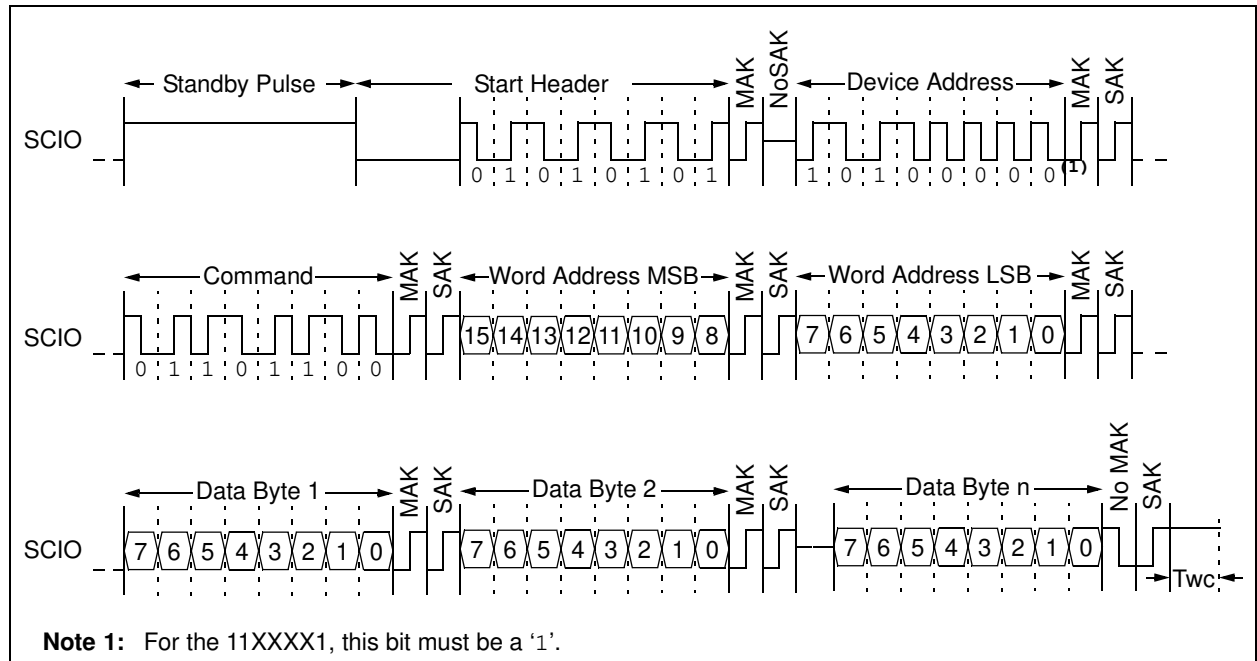 Standby Pulse Start Header MAK NoSAK Device Address MAK SAK
SCIO
0 1 0 1 0 1 0 1 1 0 1 0 0 0 0 0 (1)
Command MAK SAK Word Address MSB MAK SAK Word Address LSB MAK SAK
SCIO 15 14 13 12 11 10 9 8 7 6 5 4 3 2 1 0
0 1 1 0 1 1 0 0
Data Byte 1 MAK SAK Data Byte 2 MAK SAK Data Byte n No MAK SAK
SCIO 7 6 5 4 3 2 1 0 7 6 5 4 3 2 1 0 7 6 5 4 3 2 1 0
Twc
Note 1: For the 11XXXX1, this bit must be a ‘1’.